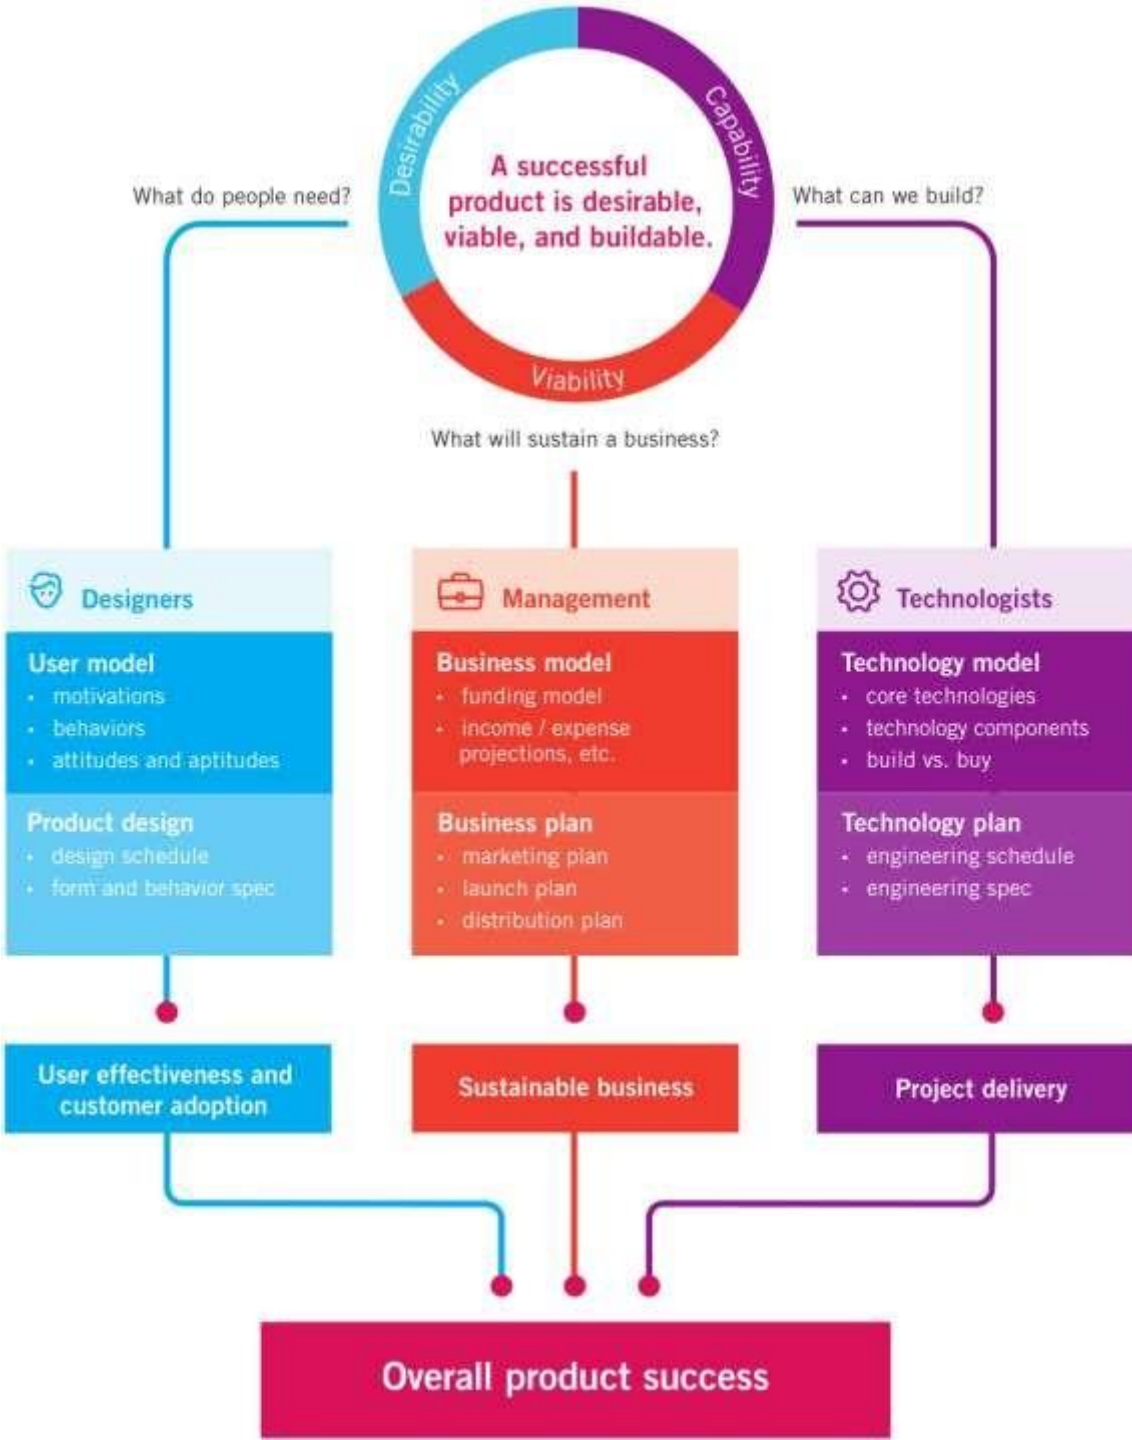 Desirability
Capability
A successful
product is desirable,
viable, and buildable.
Viability
What do people need?
What can we build?
What will sustain a business?
Designers
User model
• motivations
• behaviors
• attitudes and aptitudes
Product design
• design schedule
• form and behavior spec
Management
Business model
• funding model
• income / expense
projections, etc.
Business plan
• marketing plan
• launch plan
• distribution plan
Technologists
Technology model
• core technologies
• technology components
• build vs. buy
Technology plan
• engineering schedule
• engineering spec
User effectiveness and
customer adoption
Sustainable business
Project delivery
Overall product success